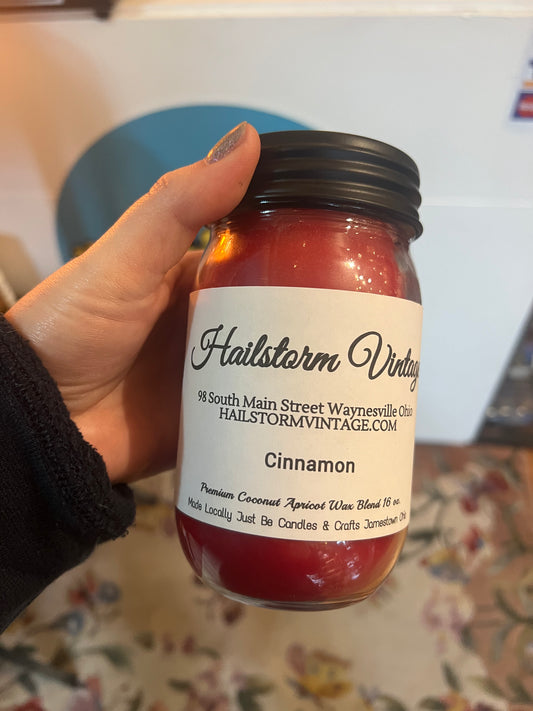 Hailstorm Vintage
98 South Main Street Waynesville Ohio
HAILSTORMVINTAGE.COM
Cinnamon
Premium Coconut Apricot Wax Blend 16 oz.
Made Locally Just Be Candles & Crafts Jamestown Ohio